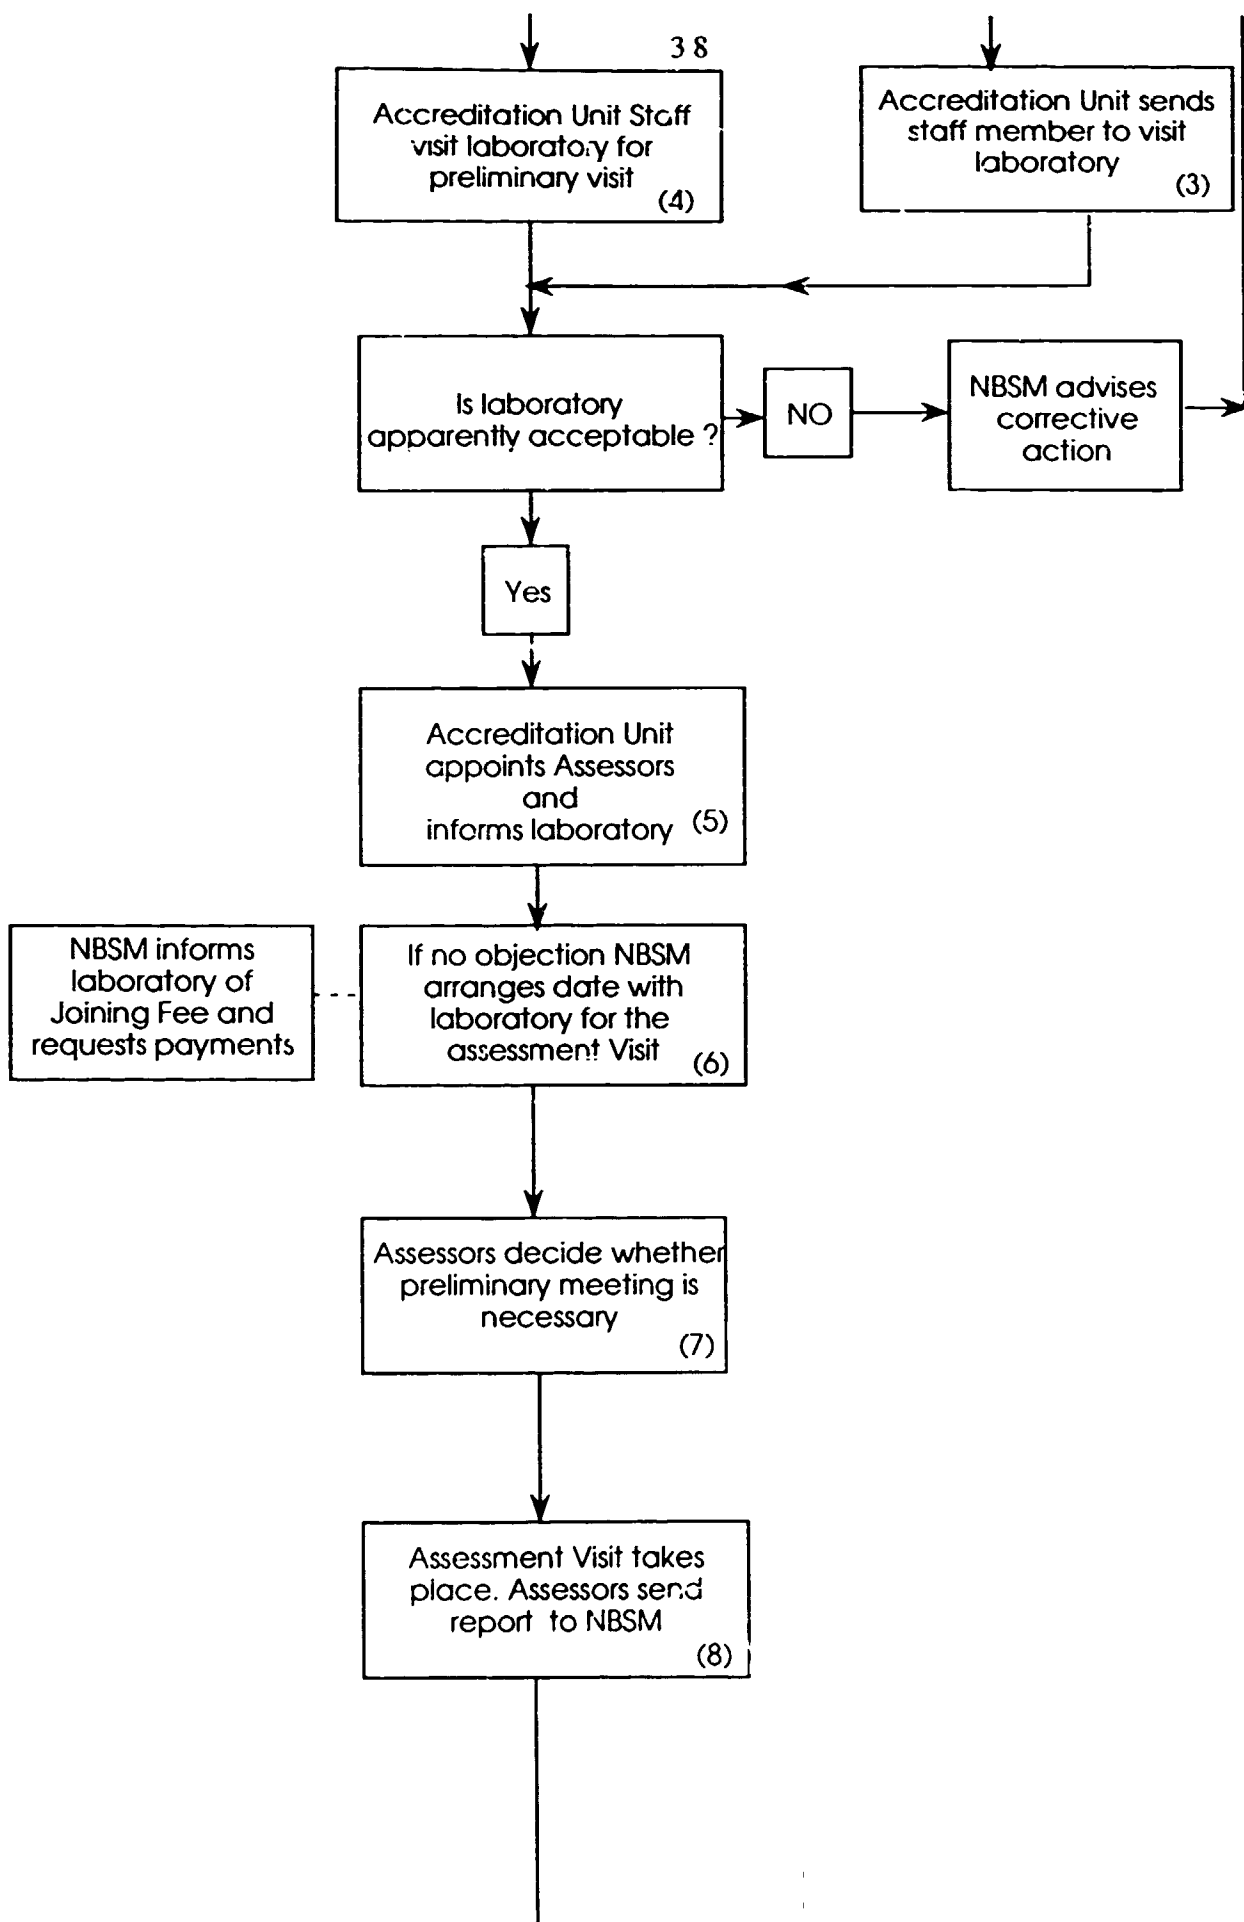 38
Accreditation Unit Staff
visit laboratory for
preliminary visit
(4)
Accreditation Unit sends
staff member to visit
laboratory
(3)
Is laboratory
apparently acceptable ?
NO
NBSM advises
corrective
action
Yes
Accreditation Unit
appoints Assessors
and
informs laboratory
(5)
NBSM informs
laboratory of
Joining Fee and
requests payments
If no objection NBSM
arranges date with
laboratory for the
assessment Visit
(6)
Assessors decide whether
preliminary meeting is
necessary
(7)
Assessment Visit takes
place. Assessors send
report to NBSM
(8)